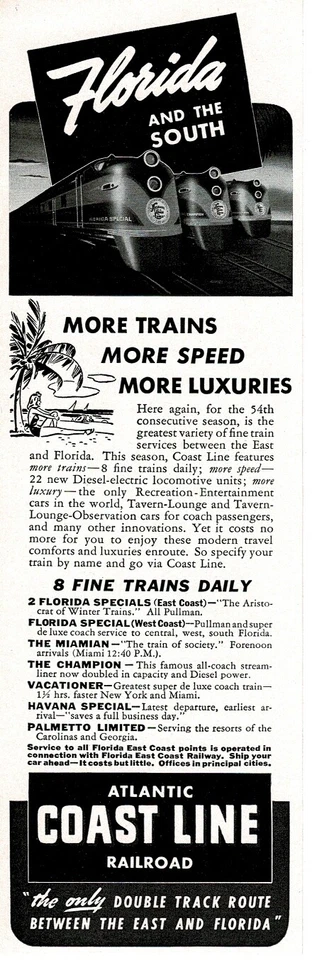 Florida
AND THE
SOUTH
FLORIDA SPECIAL
CHAMPION
MORE TRAINS
MORE SPEED
MORE LUXURIES
Here again, for the 54th
consecutive season, is the
greatest variety of fine train
services between the East
and Florida. This season, Coast Line features
more trains—8 fine trains daily; more speed—
22 new Diesel-electric locomotive units; more
luxury—the only Recreation-Entertainment
cars in the world, Tavern-Lounge and Tavern-
Lounge-Observation cars for coach passengers,
and many other innovations. Yet it costs no
more for you to enjoy these modern travel
comforts and luxuries enroute. So specify your
train by name and go via Coast Line.
8 FINE TRAINS DAILY
2 FLORIDA SPECIALS (East Coast)—"The Aristo-
crat of Winter Trains." All Pullman.
FLORIDA SPECIAL (West Coast)—Pullman and super
de luxe coach service to central, west, south Florida.
THE MIAMIAN—"The train of society." Forenoon
arrivals (Miami 12:40 P.M.).
THE CHAMPION—This famous all-coach stream-
liner now doubled in capacity and Diesel power.
VACATIONER—Greatest super de luxe coach train—
1½ hrs. faster New York and Miami.
HAVANA SPECIAL—Latest departure, earliest ar-
rival—"saves a full business day."
PALMETTO LIMITED—Serving the resorts of the
Carolinas and Georgia.
Service to all Florida East Coast points is operated in
connection with Florida East Coast Railway. Ship your
car ahead—It costs but little. Offices in principal cities.
ATLANTIC
COAST LINE
RAILROAD
"the only DOUBLE TRACK ROUTE
BETWEEN THE EAST AND FLORIDA"